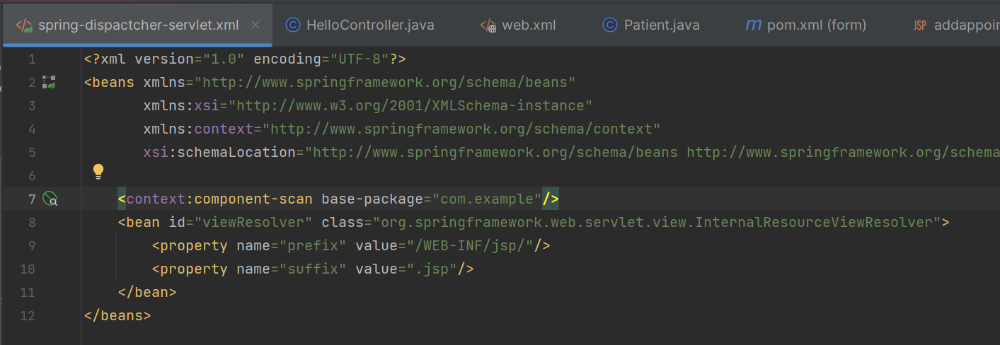 spring-dispactcher-servlet.xml HelloController.java web.xml Patient.java pom.xml (form) JSP addappoin
1 <?xml version="1.0" encoding="UTF-8"?>
2 <beans xmlns="http://www.springframework.org/schema/beans"
3 xmlns:xsi="http://www.w3.org/2001/XMLSchema-instance"
4 xmlns:context="http://www.springframework.org/schema/context"
5 xsi:schemaLocation="http://www.springframework.org/schema/beans http://www.springframework.org/schema
6
7 <context:component-scan base-package="com.example"/>
8 <bean id="viewResolver" class="org.springframework.web.servlet.view.InternalResourceViewResolver">
9 <property name="prefix" value="/WEB-INF/jsp/"/>
10 <property name="suffix" value=".jsp"/>
11 </bean>
12 </beans>